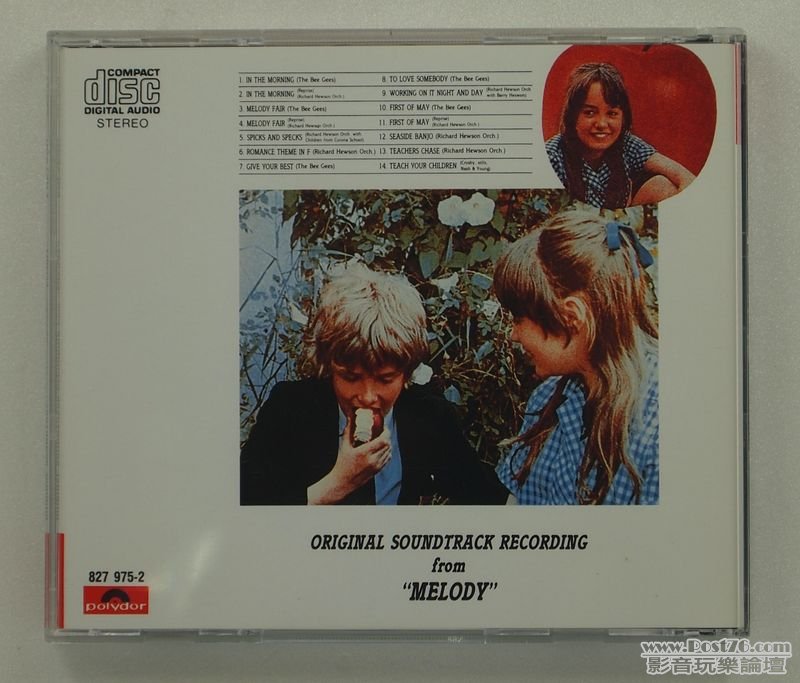 COMPACT
disc
DIGITAL AUDIO
STEREO
1. IN THE MORNING (The Bee Gees)
2. IN THE MORNING (Reprise) (Richard Hewson Orch.)
3. MELODY FAIR (The Bee Gees)
4. MELODY FAIR (Reprise) (Richard Hewson Orch.)
5. SPICKS AND SPECKS (Richard Hewson Orch. with Children from Corona School)
6. ROMANCE THEME IN F (Richard Hewson Orch.)
7. GIVE YOUR BEST (The Bee Gees)
8. TO LOVE SOMEBODY (The Bee Gees)
9. WORKING ON IT NIGHT AND DAY (Richard Hewson Orch. with Barry
10. FIRST OF MAY (The Bee Gees)
11. FIRST OF MAY (Reprise) (Richard Hewson Orch.)
12. SEASIDE BANJO (Richard Hewson Orch.)
13. TEACHERS CHASE (Richard Hewson Orch.)
14. TEACH YOUR CHILDREN (Crosby, stills, Nash & Young)
ORIGINAL SOUNDTRACK RECORDING
from
“MELODY”
827 975-2
polydor
www.Post76.com
影音玩樂論壇